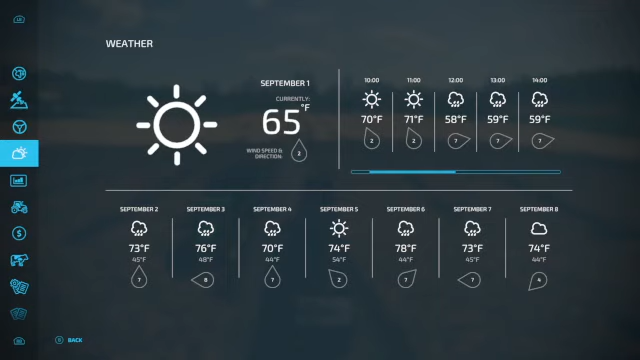 WEATHER
SEPTEMBER 1
CURRENTLY:
65°F
WIND SPEED &
DIRECTION:
2
10:00 11:00 12:00 13:00 14:00
70°F 71°F 58°F 59°F 59°F
2 2 7 7 7
SEPTEMBER 2 SEPTEMBER 3 SEPTEMBER 4 SEPTEMBER 5 SEPTEMBER 6 SEPTEMBER 7 SEPTEMBER 8
73°F 76°F 70°F 74°F 78°F 73°F 74°F
45°F 48°F 44°F 54°F 44°F 45°F 44°F
7 8 7 2 7 7 4
BACK